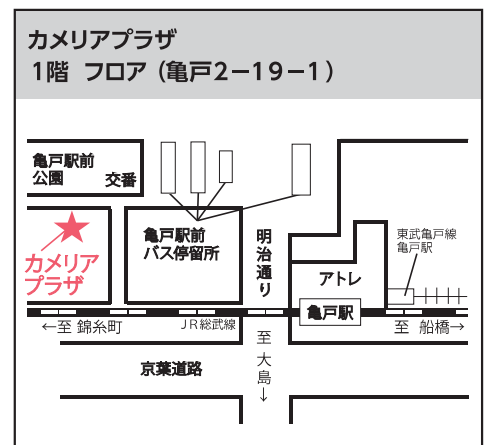 カメリアプラザ
1階 フロア（亀戸2－19－1）
亀戸駅前
公園
交番
亀戸駅前
バス停留所
明治通り
東武亀戸線
亀戸駅
カメリア
プラザ
アトレ
亀戸駅
←至 錦糸町
JR総武線
至 船橋→
京葉道路
至 大島↓